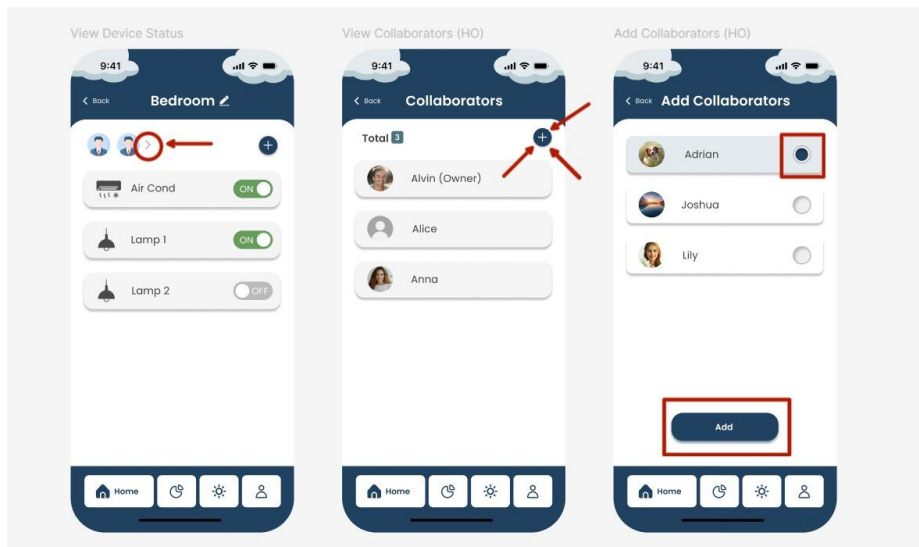 View Device Status
9:41
Back
Bedroom
Air Cond
ON
Lamp 1
ON
Lamp 2
OFF
Home
View Collaborators (HO)
9:41
Back
Collaborators
Total 3
Alvin (Owner)
Alice
Anna
Home
Add Collaborators (HO)
9:41
Back
Add Collaborators
Adrian
Joshua
Lily
Add
Home